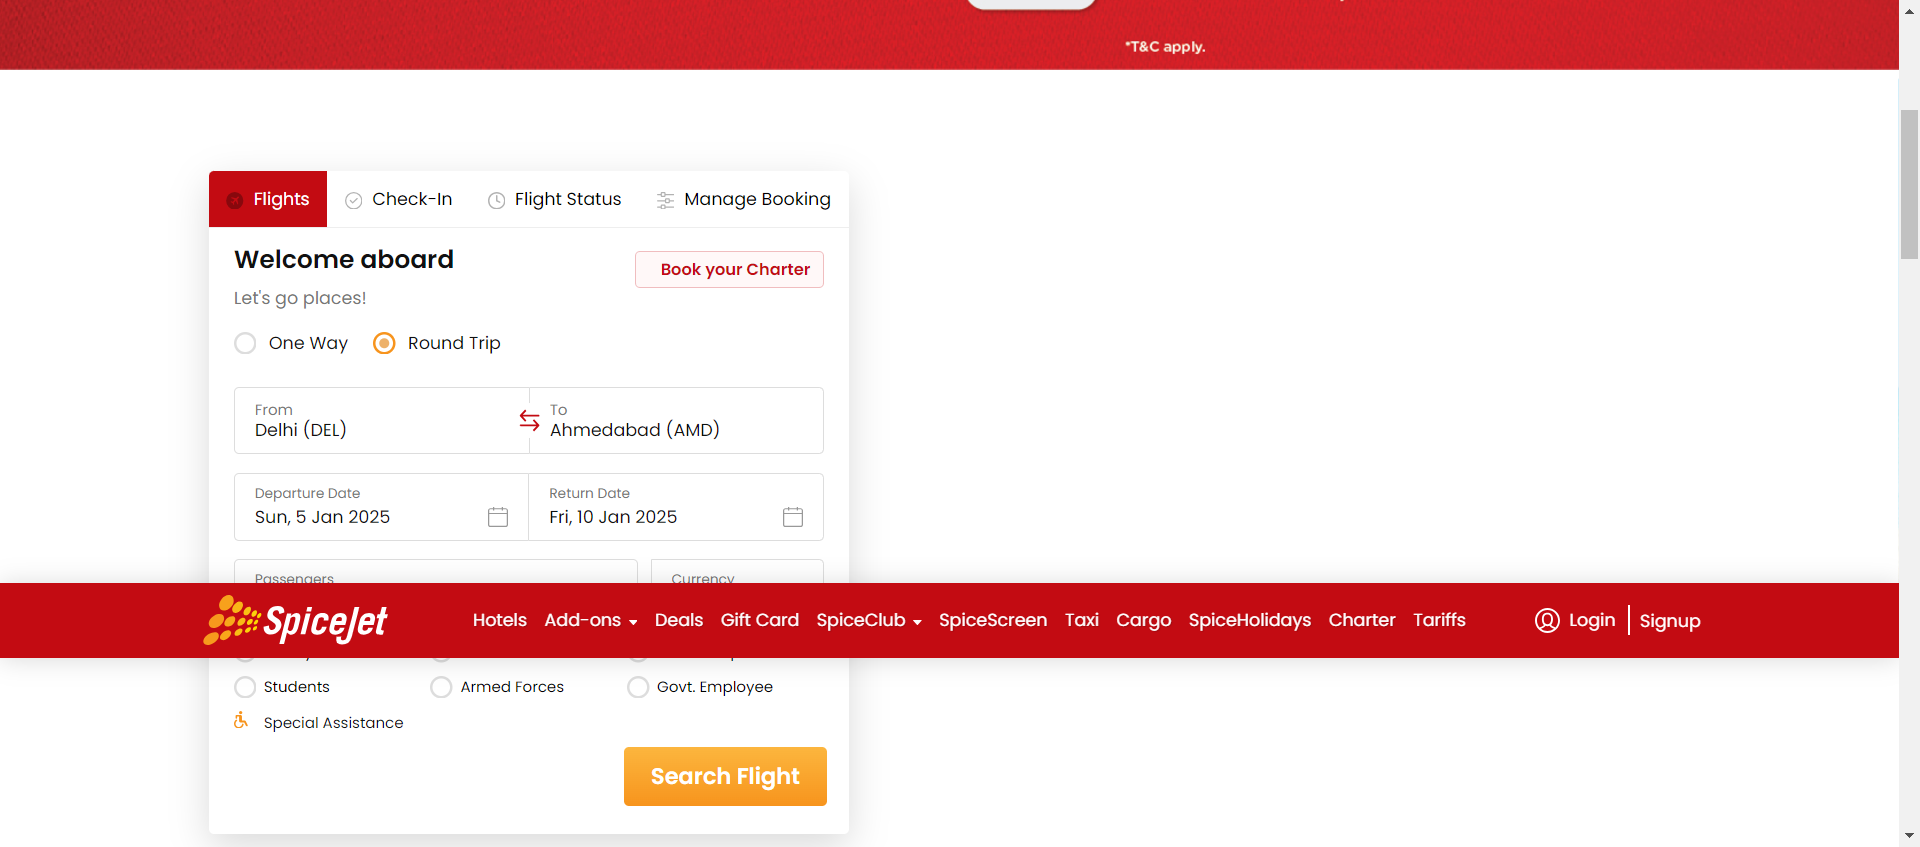 *T&C apply.
Flights Check-In Flight Status Manage Booking
Welcome aboard
Book your Charter
Let's go places!
One Way Round Trip
From To
Delhi (DEL) Ahmedabad (AMD)
Departure Date Return Date
Sun, 5 Jan 2025 Fri, 10 Jan 2025
Passengers Currency
SpiceJet Hotels Add-ons Deals Gift Card SpiceClub SpiceScreen Taxi Cargo SpiceHolidays Charter Tariffs Login Signup
Students Armed Forces Govt. Employee
Special Assistance
Search Flight